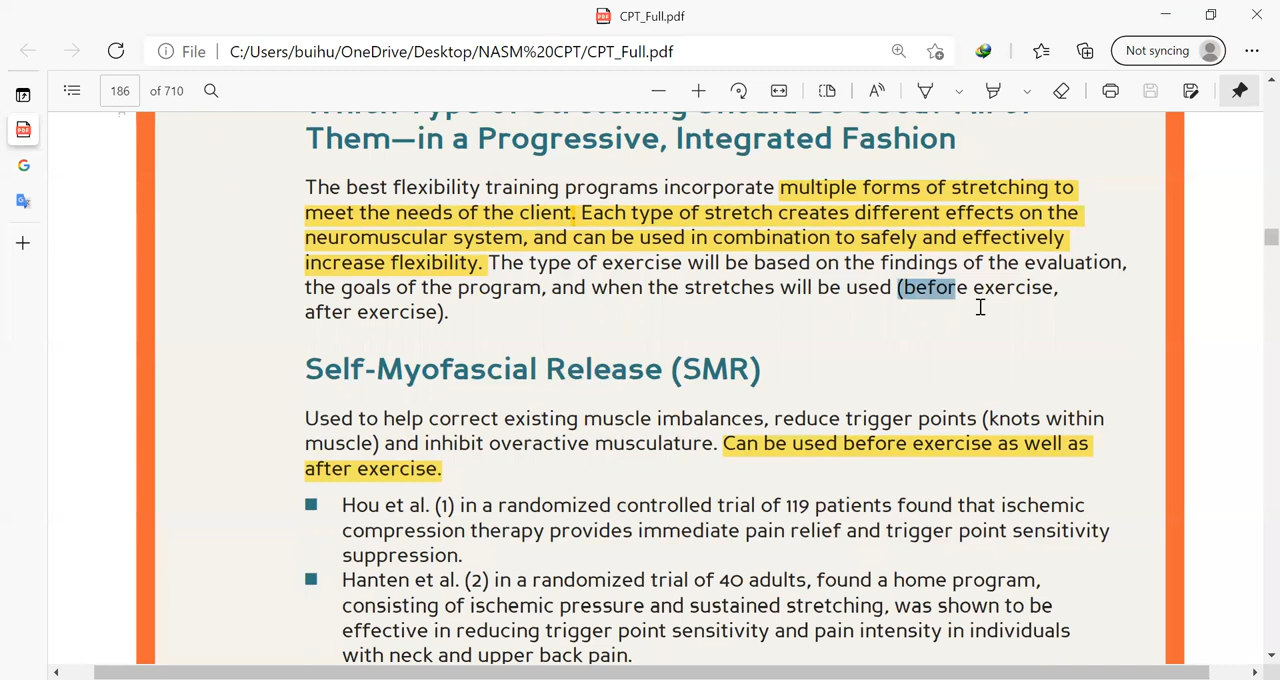 CPT_Full.pdf
File
C:/Users/buihu/OneDrive/Desktop/NASM%20CPT/CPT_Full.pdf
Not syncing
186 of 710
Them—in a Progressive, Integrated Fashion
The best flexibility training programs incorporate multiple forms of stretching to
meet the needs of the client. Each type of stretch creates different effects on the
neuromuscular system, and can be used in combination to safely and effectively
increase flexibility. The type of exercise will be based on the findings of the evaluation,
the goals of the program, and when the stretches will be used (before exercise,
after exercise).
Self-Myofascial Release (SMR)
Used to help correct existing muscle imbalances, reduce trigger points (knots within
muscle) and inhibit overactive musculature. Can be used before exercise as well as
after exercise.
Hou et al. (1) in a randomized controlled trial of 119 patients found that ischemic
compression therapy provides immediate pain relief and trigger point sensitivity
suppression.
Hanten et al. (2) in a randomized trial of 40 adults, found a home program,
consisting of ischemic pressure and sustained stretching, was shown to be
effective in reducing trigger point sensitivity and pain intensity in individuals
with neck and upper back pain.